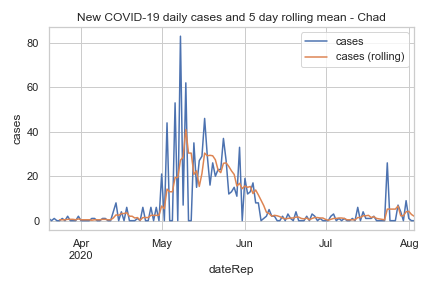 New COVID-19 daily cases and 5 day rolling mean - Chad
cases
cases (rolling)
80
60
40
20
0
cases
Apr
2020
May
Jun
Jul
Aug
dateRep